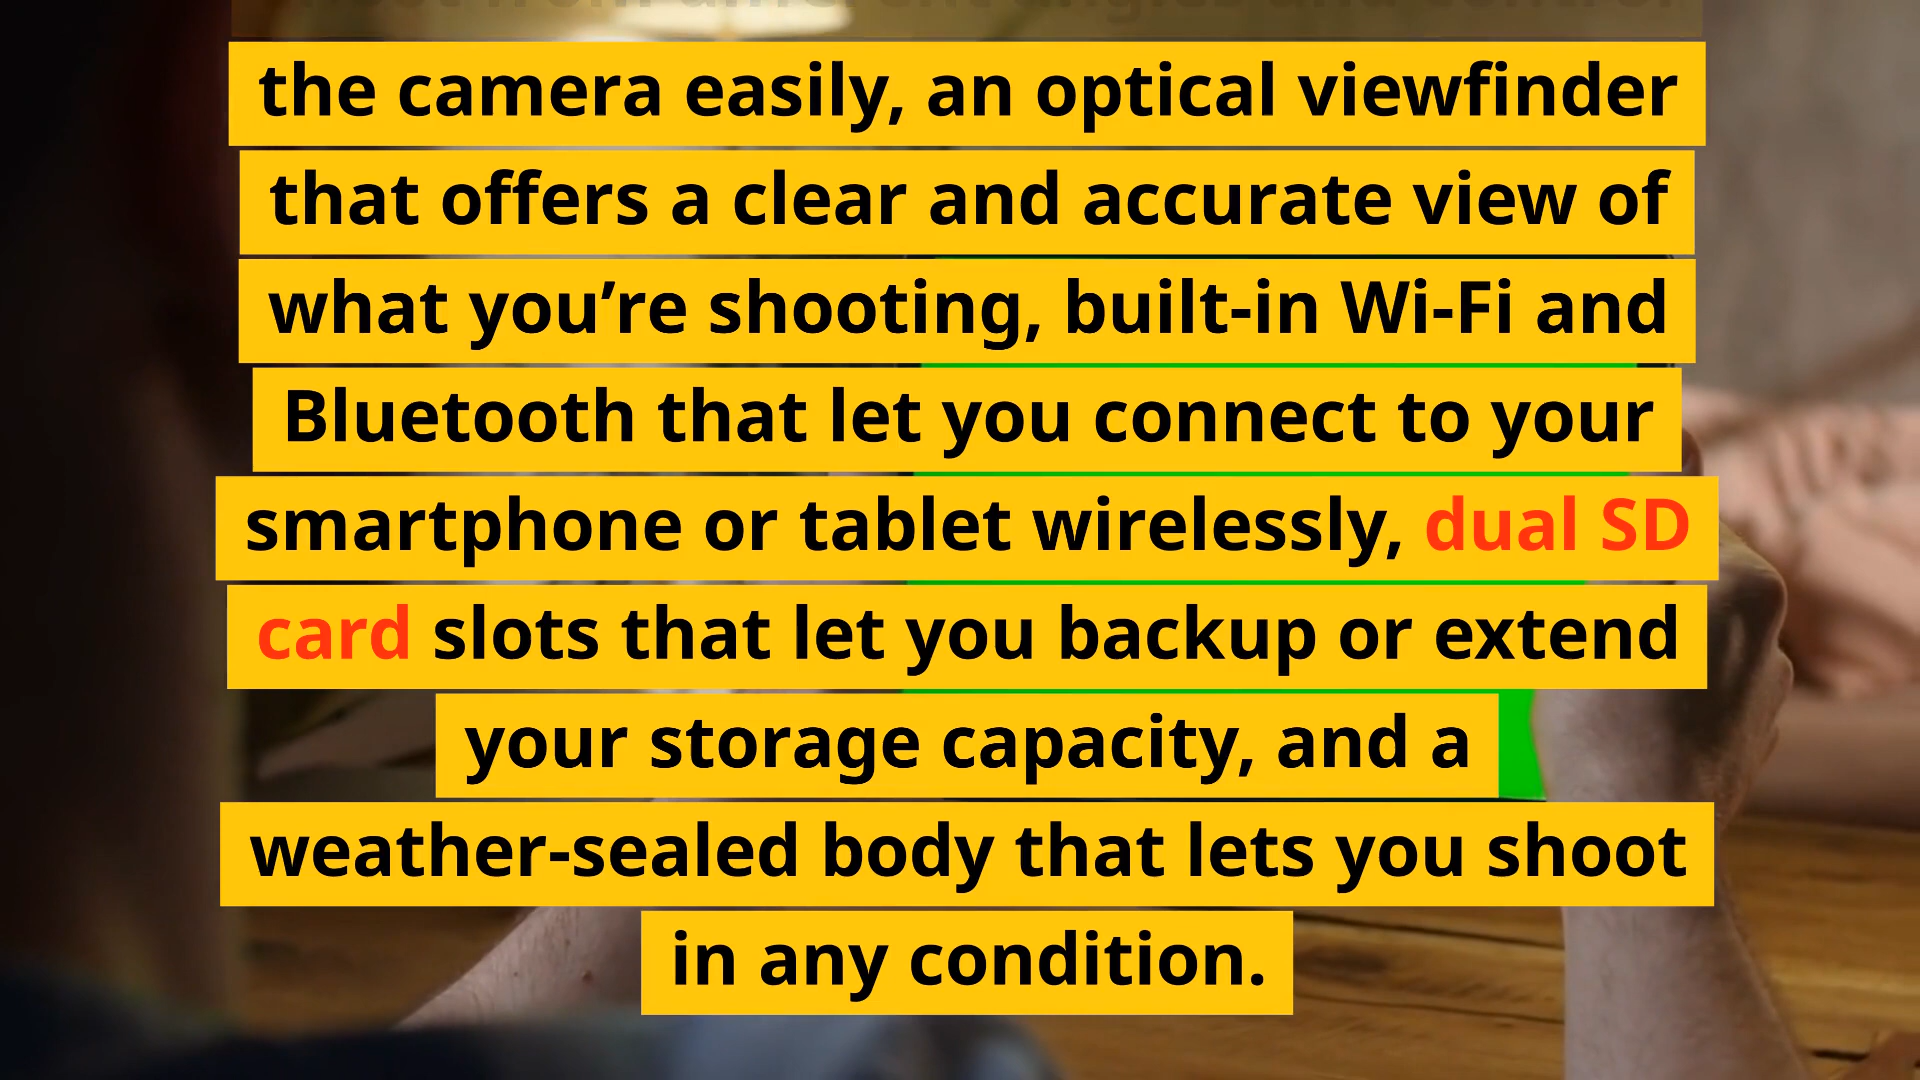 the camera easily, an optical viewfinder
that offers a clear and accurate view of
what you’re shooting, built-in Wi-Fi and
Bluetooth that let you connect to your
smartphone or tablet wirelessly, dual SD
card slots that let you backup or extend
your storage capacity, and a
weather-sealed body that lets you shoot
in any condition.